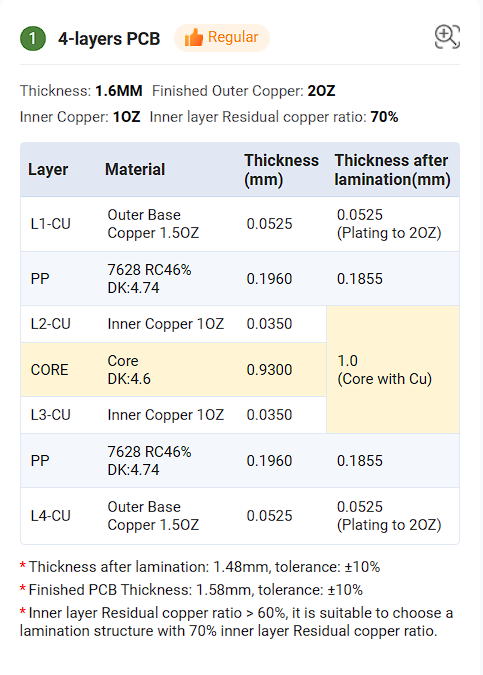 1 4-layers PCB Regular
Thickness: 1.6MM Finished Outer Copper: 2OZ
Inner Copper: 1OZ Inner layer Residual copper ratio: 70%
Layer Material Thickness (mm) Thickness after lamination(mm)
L1-CU Outer Base Copper 1.5OZ 0.0525 0.0525 (Plating to 2OZ)
PP 7628 RC46% DK:4.74 0.1960 0.1855
L2-CU Inner Copper 1OZ 0.0350
CORE Core DK:4.6 0.9300 1.0 (Core with Cu)
L3-CU Inner Copper 1OZ 0.0350
PP 7628 RC46% DK:4.74 0.1960 0.1855
L4-CU Outer Base Copper 1.5OZ 0.0525 0.0525 (Plating to 2OZ)
* Thickness after lamination: 1.48mm, tolerance: ±10%
* Finished PCB Thickness: 1.58mm, tolerance: ±10%
* Inner layer Residual copper ratio > 60%, it is suitable to choose a
lamination structure with 70% inner layer Residual copper ratio.